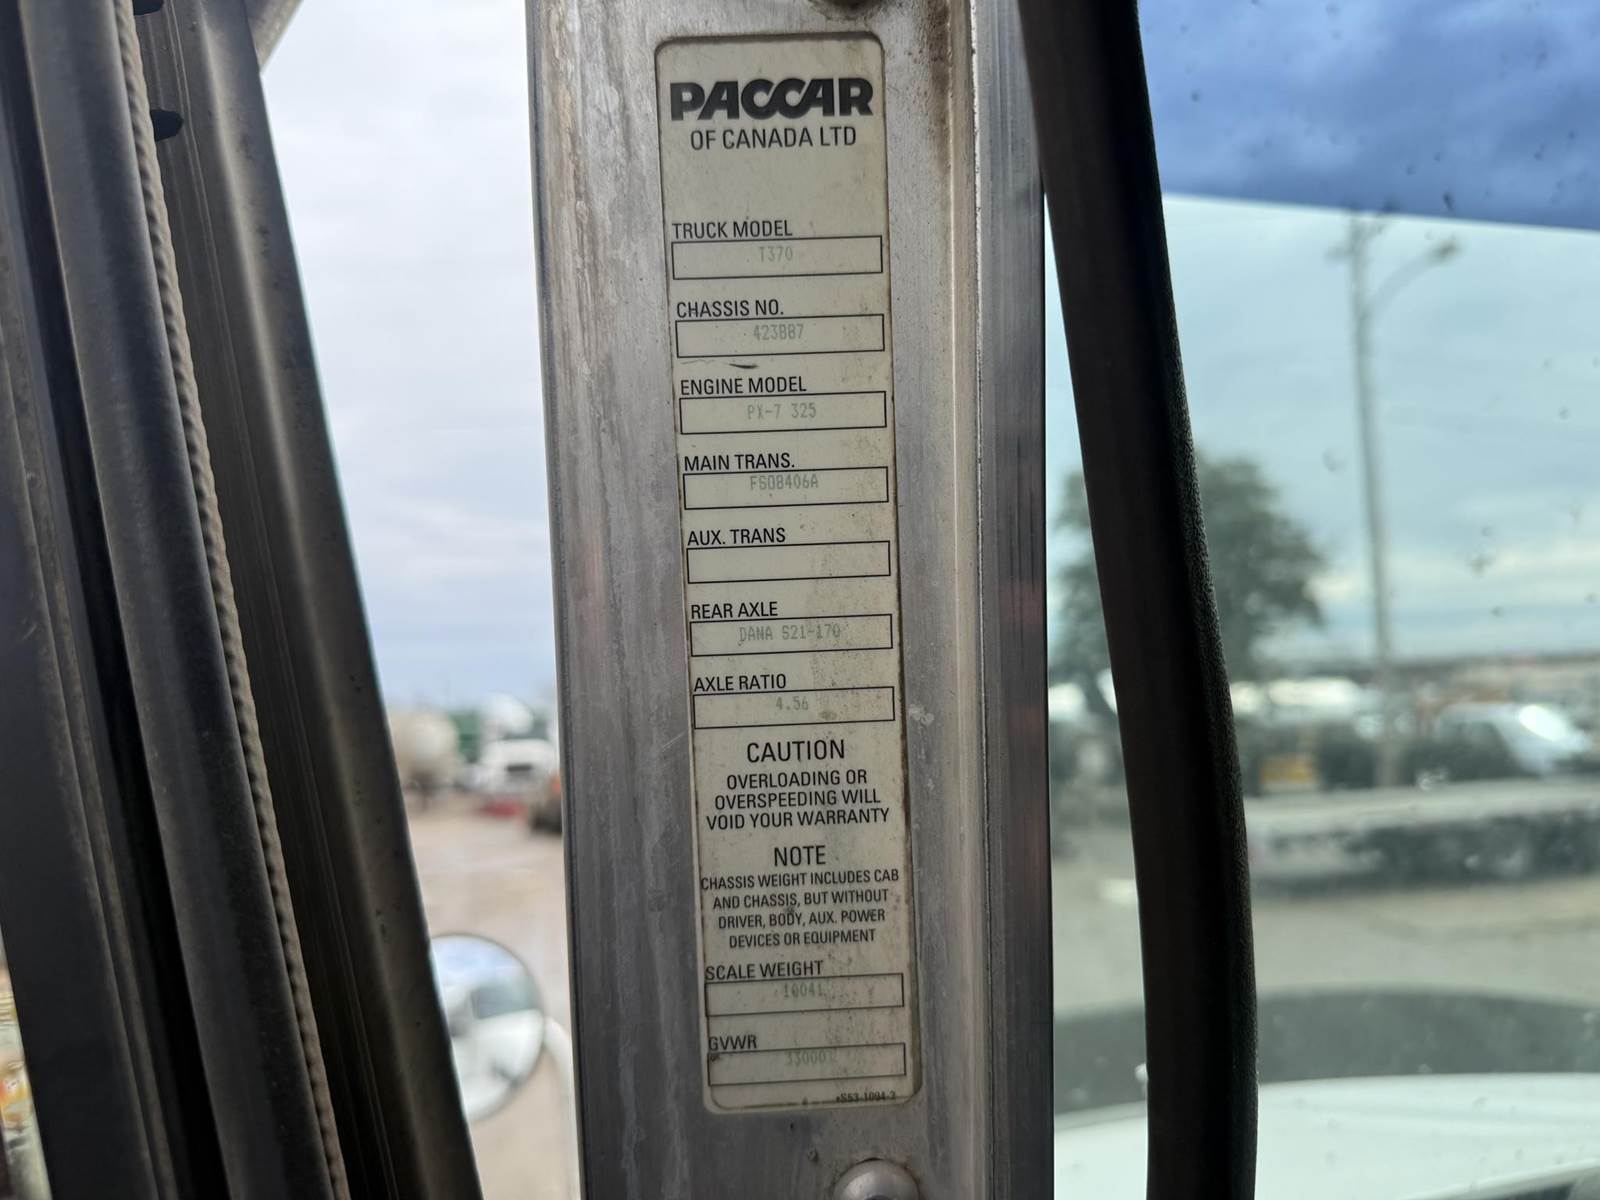 PACCAR
OF CANADA LTD
TRUCK MODEL
T370
CHASSIS NO.
423887
ENGINE MODEL
PX-7 325
MAIN TRANS.
FSO8406A
AUX. TRANS
REAR AXLE
DANA S21-170
AXLE RATIO
4.56
CAUTION
OVERLOADING OR
OVERSPEEDING WILL
VOID YOUR WARRANTY
NOTE
CHASSIS WEIGHT INCLUDES CAB
AND CHASSIS, BUT WITHOUT
DRIVER, BODY, AUX. POWER
DEVICES OR EQUIPMENT
SCALE WEIGHT
10041
GVWR
33000
S53-1094-3